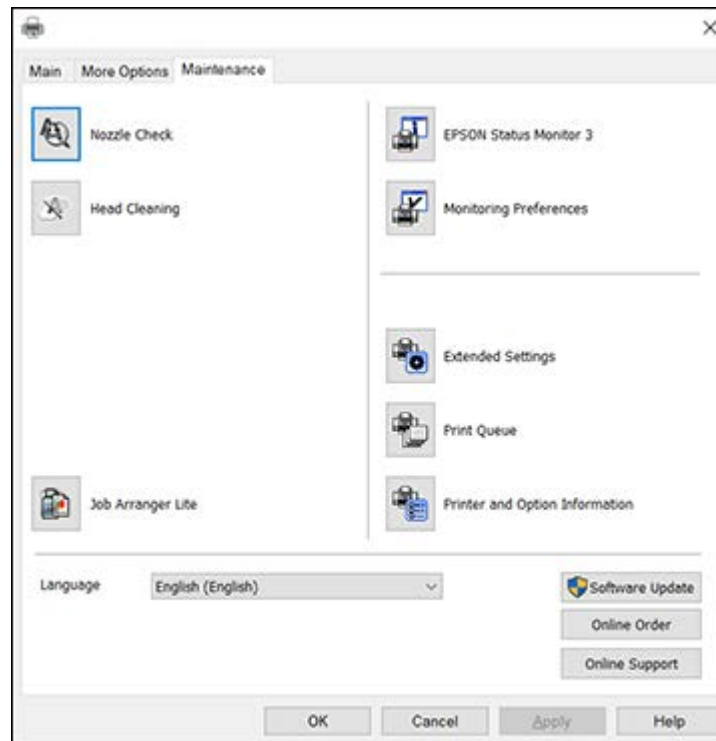 Main More Options Maintenance
Nozzle Check
EPSON Status Monitor 3
Head Cleaning
Monitoring Preferences
Extended Settings
Print Queue
Job Arranger Lite
Printer and Option Information
Language English (English)
Software Update
Online Order
Online Support
OK Cancel Apply Help